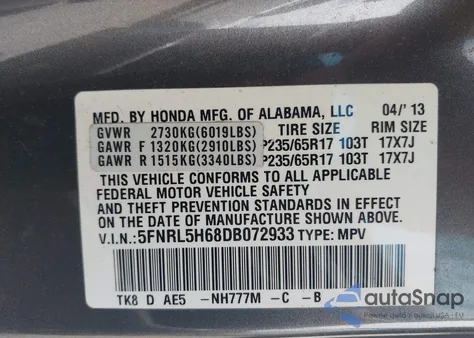 MFD. BY HONDA MFG. OF ALABAMA, LLC 04/'13
GVWR 2730KG(6019LBS) TIRE SIZE RIM SIZE
GAWR F 1320KG(2910LBS) P235/65R17 103T 17X7J
GAWR R 1515KG(3340LBS) P235/65R17 103T 17X7J
THIS VEHICLE CONFORMS TO ALL APPLICABLE
FEDERAL MOTOR VEHICLE SAFETY
AND BUMPER STANDARDS IN EFFECT
ON THE DATE OF MANUFACTURE SHOWN ABOVE.
V.I.N.:5FNRL5H68DB072933 TYPE: MPV
TK8 D AE5 -NH777M -C -B
autoSnap